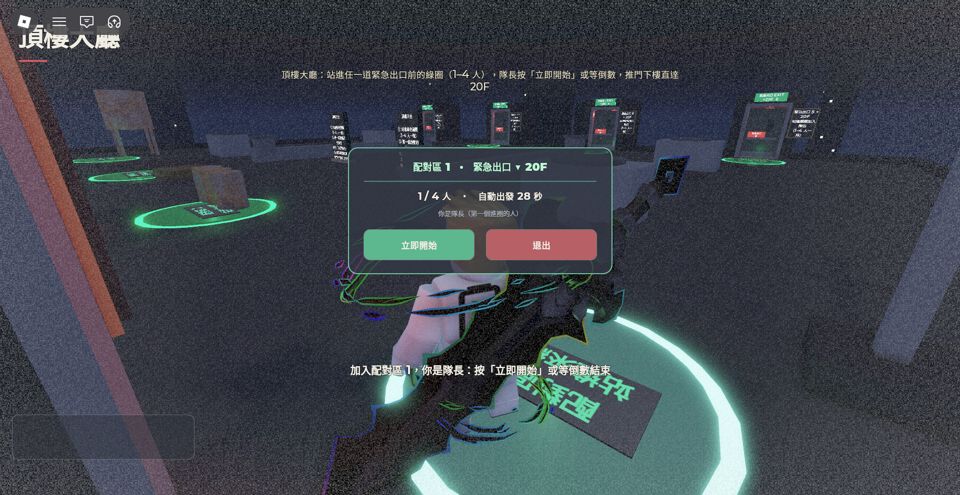 頂樓大廳
頂樓大廳：站進任一道緊急出口前的綠圈（1–4 人），隊長按「立即開始」或等倒數，推門下樓直達
20F
配對區 1 · 緊急出口 ▼ 20F
1 / 4 人 · 自動出發 28 秒
你是隊長（第一個進圈的人）
立即開始
退出
加入配對區 1，你是隊長：按「立即開始」或等倒數結束